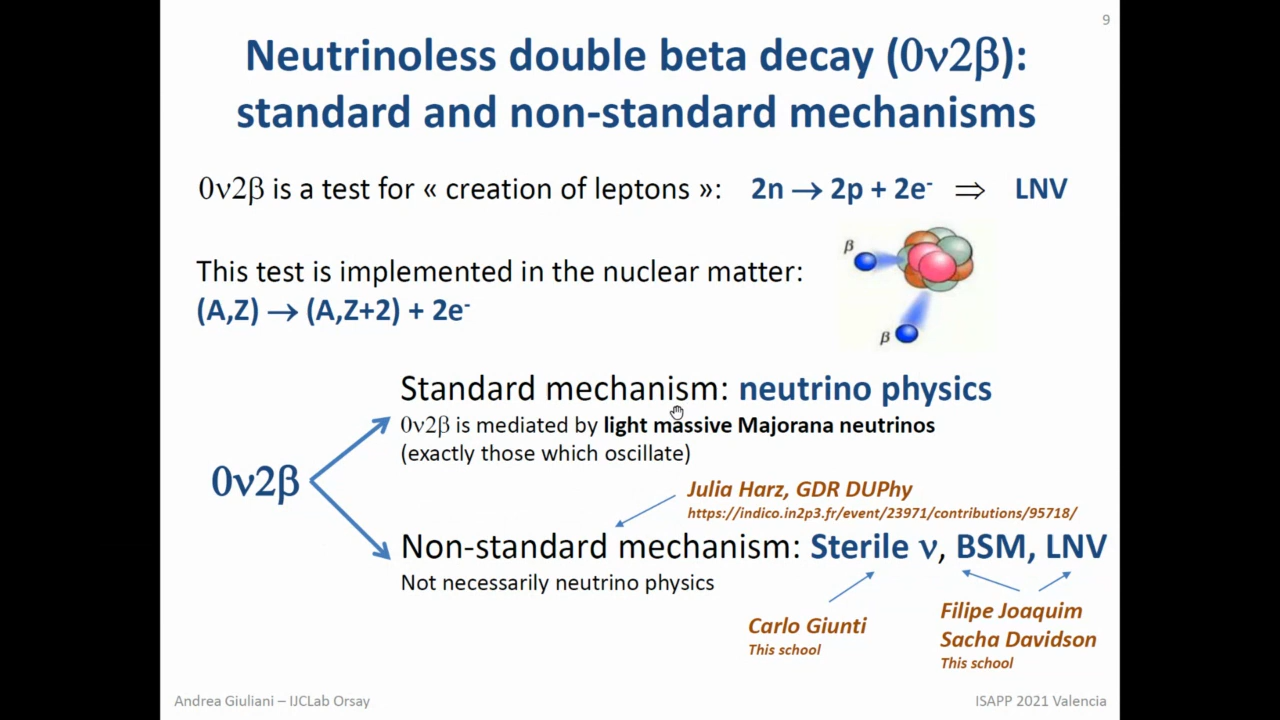 9
Neutrinoless double beta decay (0ν2β):
standard and non-standard mechanisms
0ν2β is a test for « creation of leptons »: 2n → 2p + 2e⁻ ⇒ LNV
β
This test is implemented in the nuclear matter:
(A,Z) → (A,Z+2) + 2e⁻
β
Standard mechanism: neutrino physics
0ν2β is mediated by light massive Majorana neutrinos
(exactly those which oscillate)
0ν2β
Julia Harz, GDR DUPhy
https://indico.in2p3.fr/event/23971/contributions/95718/
Non-standard mechanism: Sterile ν, BSM, LNV
Not necessarily neutrino physics
Carlo Giunti
This school
Filipe Joaquim
Sacha Davidson
This school
Andrea Giuliani – IJCLab Orsay
ISAPP 2021 Valencia